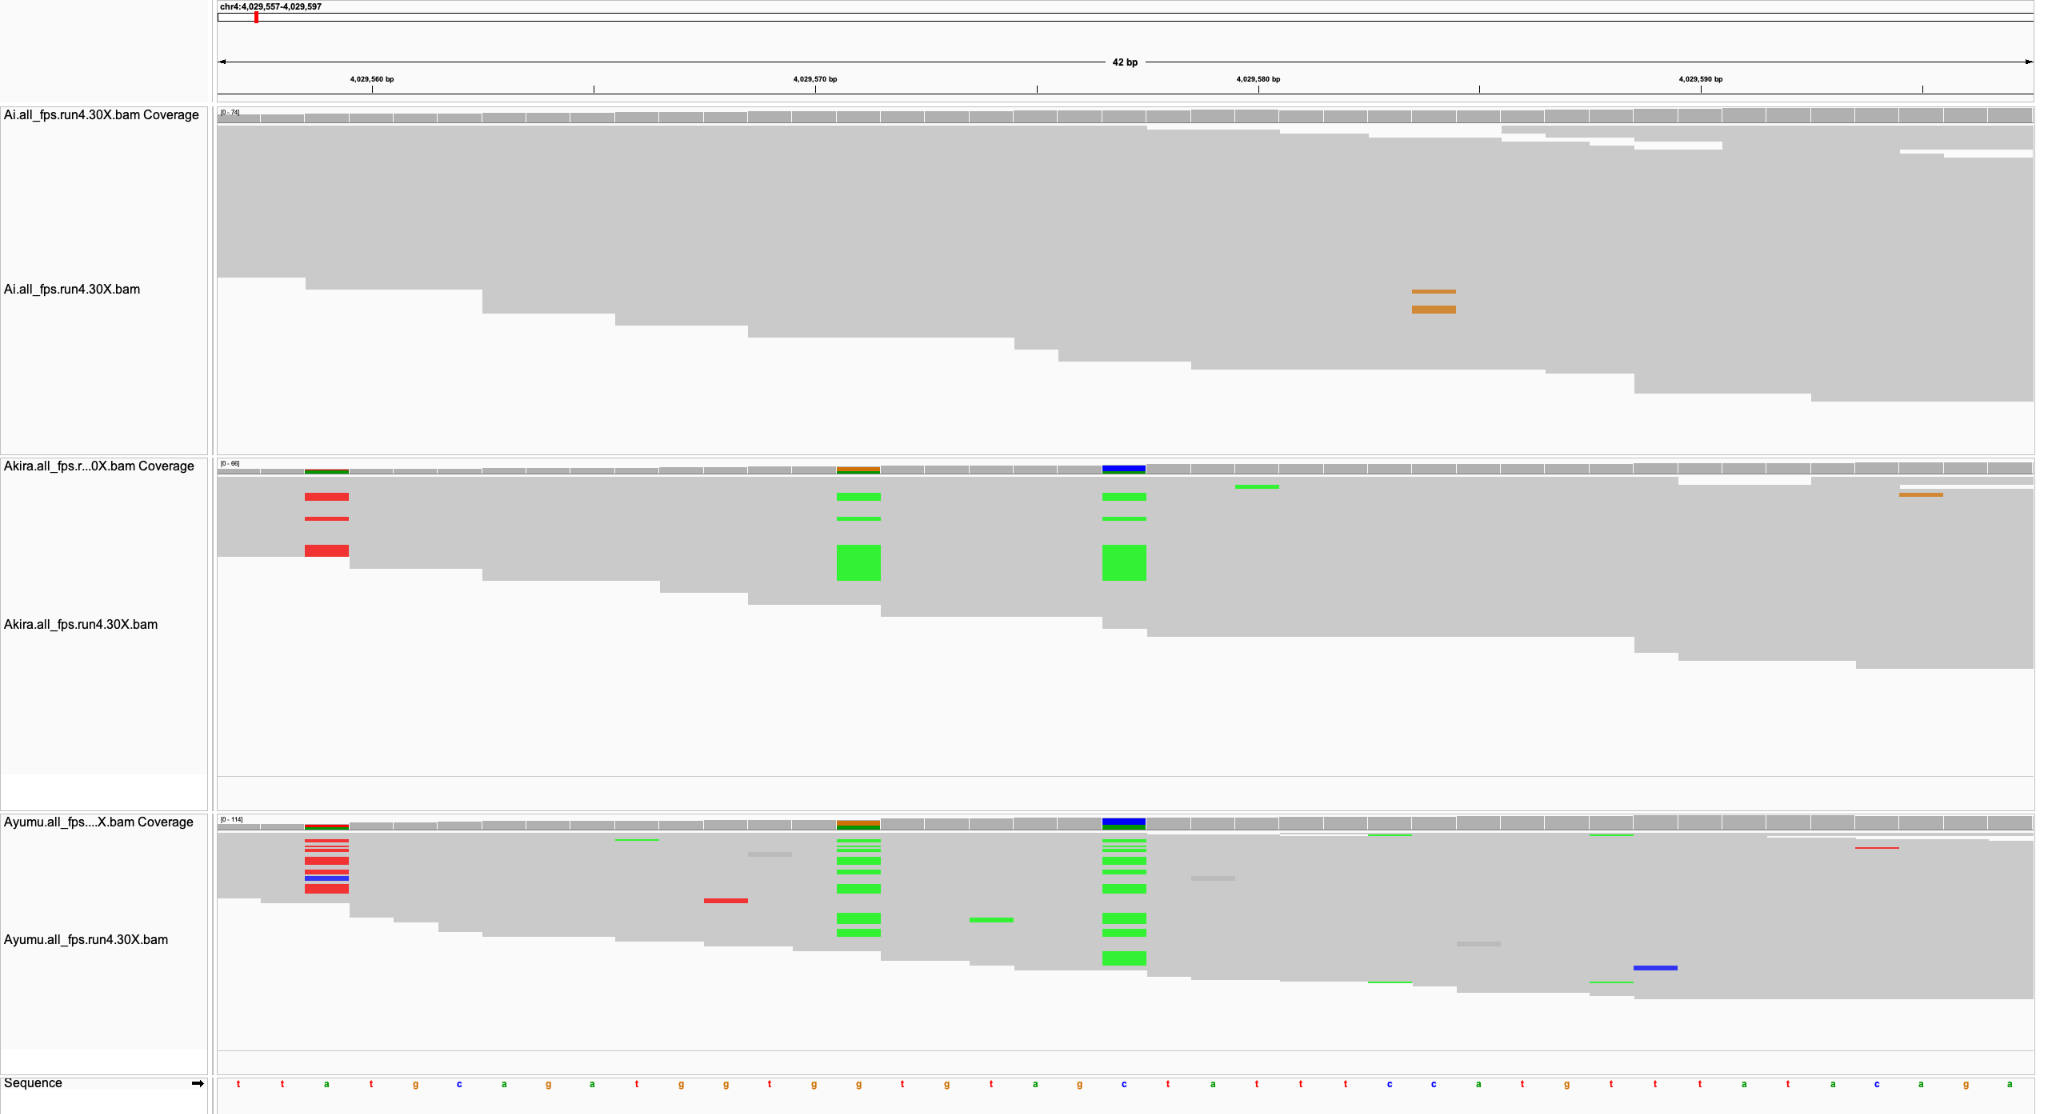 chr4:4,029,557-4,029,597
42 bp
4,029,560 bp 4,029,570 bp 4,029,580 bp 4,029,590 bp
Ai.all_fps.run4.30X.bam Coverage
[0 - 74]
Ai.all_fps.run4.30X.bam
Akira.all_fps.r...0X.bam Coverage
[0 - 66]
Akira.all_fps.run4.30X.bam
Ayumu.all_fps....X.bam Coverage
[0 - 114]
Ayumu.all_fps.run4.30X.bam
Sequence t t a t g c a g a t g g t g g t g t a g c t a t t t c c a t g t t t a t a c a g a